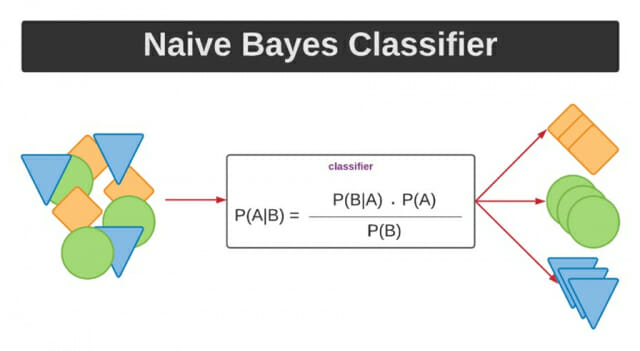 Naive Bayes Classifier
classifier
P(A|B) = P(B|A) . P(A)
P(B)